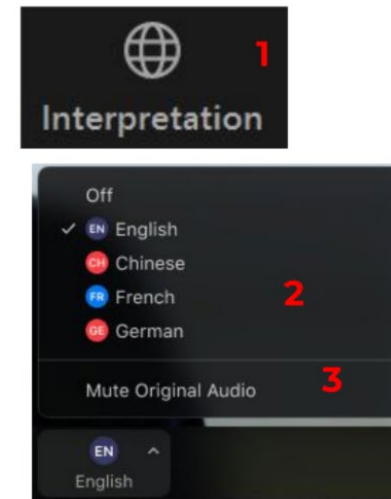 1
Interpretation
Off
✓ EN English
CH Chinese
FR French
2
GE German
Mute Original Audio 3
EN
English